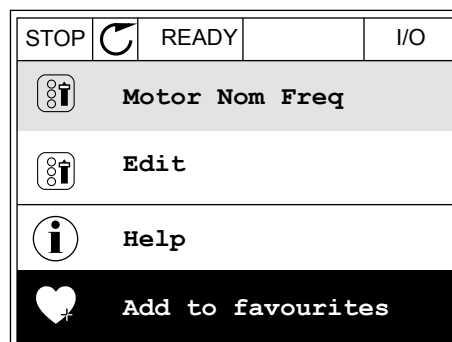 STOP READY I/O
Motor Nom Freq
Edit
Help
Add to favourites